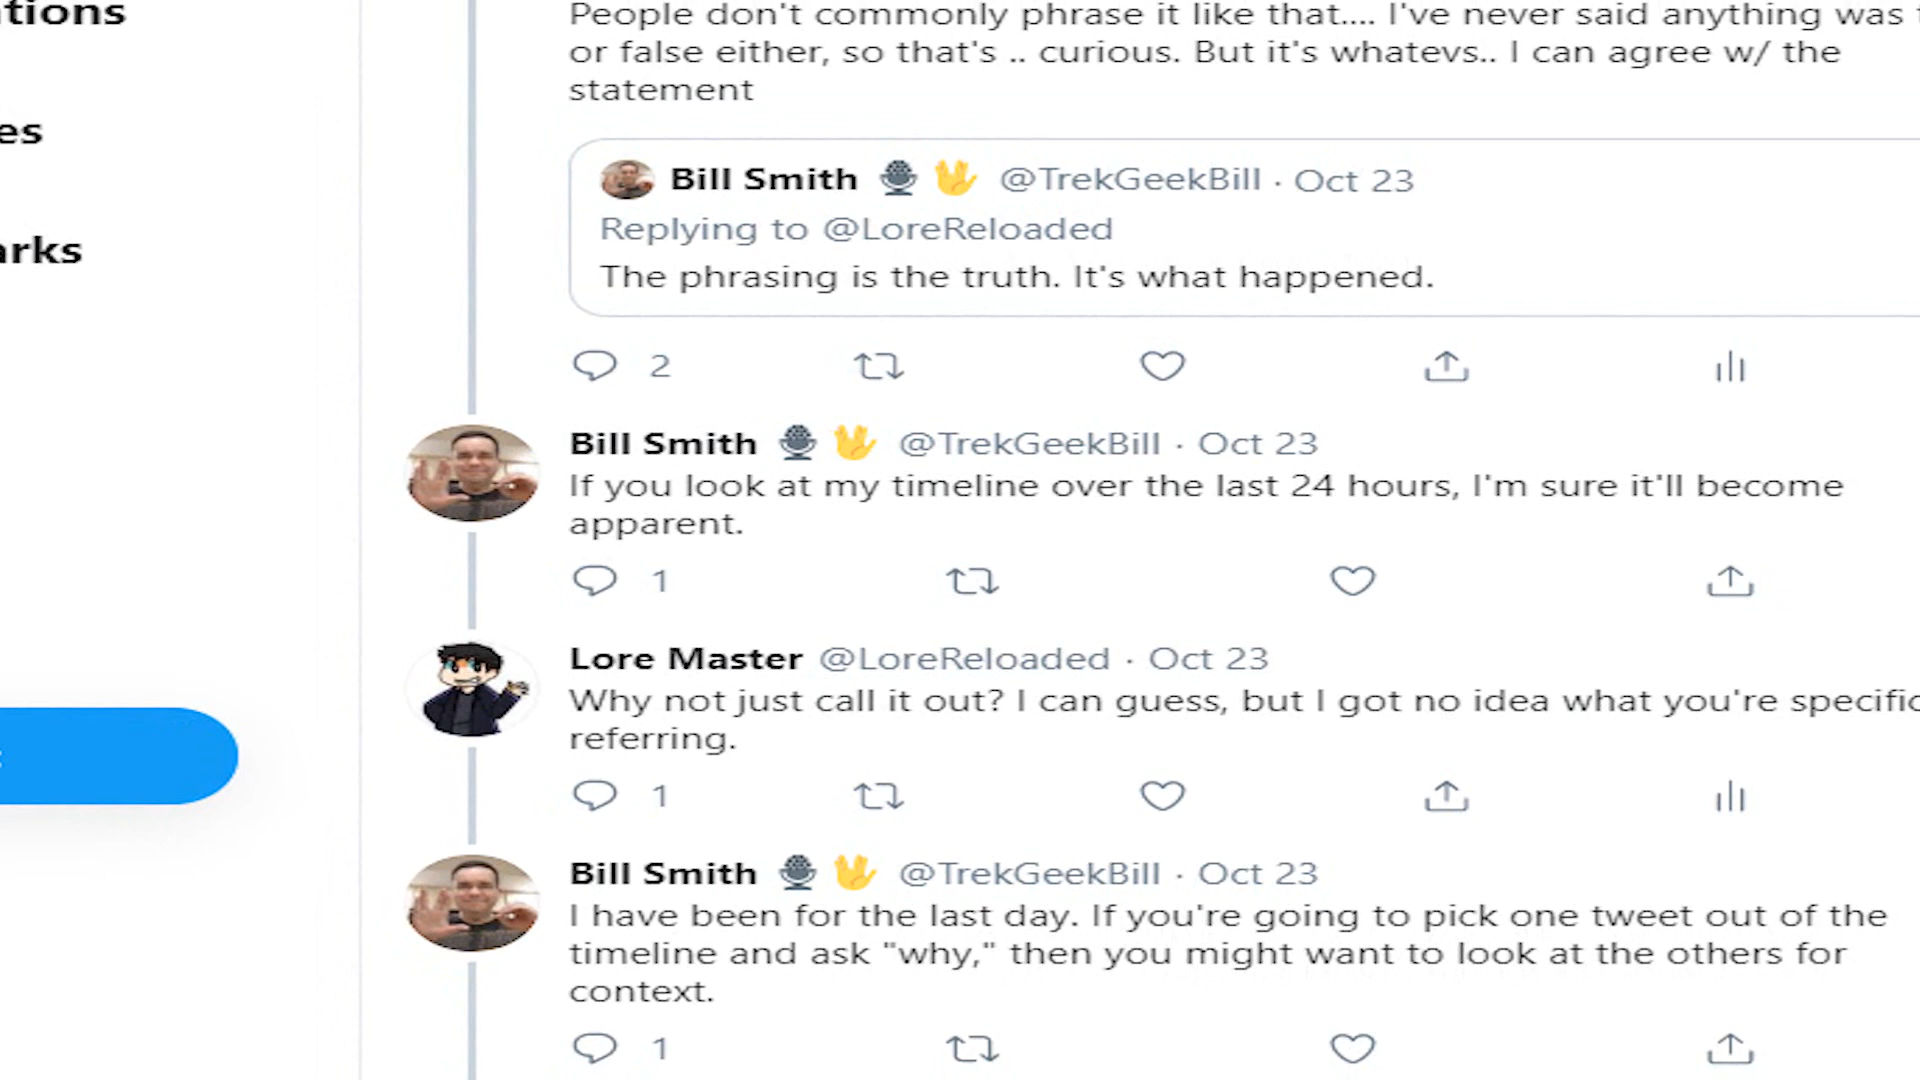 tions
es
arks
People don't commonly phrase it like that.... I've never said anything was
or false either, so that's .. curious. But it's whatevs.. I can agree w/ the
statement
Bill Smith 🎙️ 🖖 @TrekGeekBill · Oct 23
Replying to @LoreReloaded
The phrasing is the truth. It's what happened.
2
Bill Smith 🎙️ 🖖 @TrekGeekBill · Oct 23
If you look at my timeline over the last 24 hours, I'm sure it'll become
apparent.
1
Lore Master @LoreReloaded · Oct 23
Why not just call it out? I can guess, but I got no idea what you're specific
referring.
1
Bill Smith 🎙️ 🖖 @TrekGeekBill · Oct 23
I have been for the last day. If you're going to pick one tweet out of the
timeline and ask "why," then you might want to look at the others for
context.
1